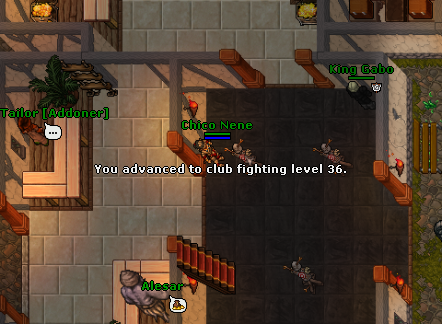 King Gabo
Tailor [Addoner]
...
Chico Nene
You advanced to club fighting level 36.
Alesar